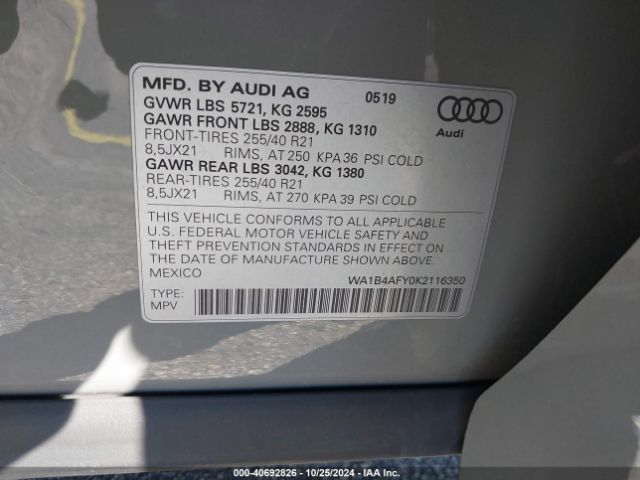 MFD. BY AUDI AG 0519
GVWR LBS 5721, KG 2595
Audi
GAWR FRONT LBS 2888, KG 1310
FRONT-TIRES 255/40 R21
8,5JX21 RIMS, AT 250 KPA 36 PSI COLD
GAWR REAR LBS 3042, KG 1380
REAR-TIRES 255/40 R21
8,5JX21 RIMS, AT 270 KPA 39 PSI COLD
THIS VEHICLE CONFORMS TO ALL APPLICABLE
U.S. FEDERAL MOTOR VEHICLE SAFETY AND
THEFT PREVENTION STANDARDS IN EFFECT ON
THE DATE OF MANUFACTURE SHOWN ABOVE.
MEXICO WA1B4AFY0K2116350
TYPE:
MPV
000-40692826 - 10/25/2024 - IAA Inc.